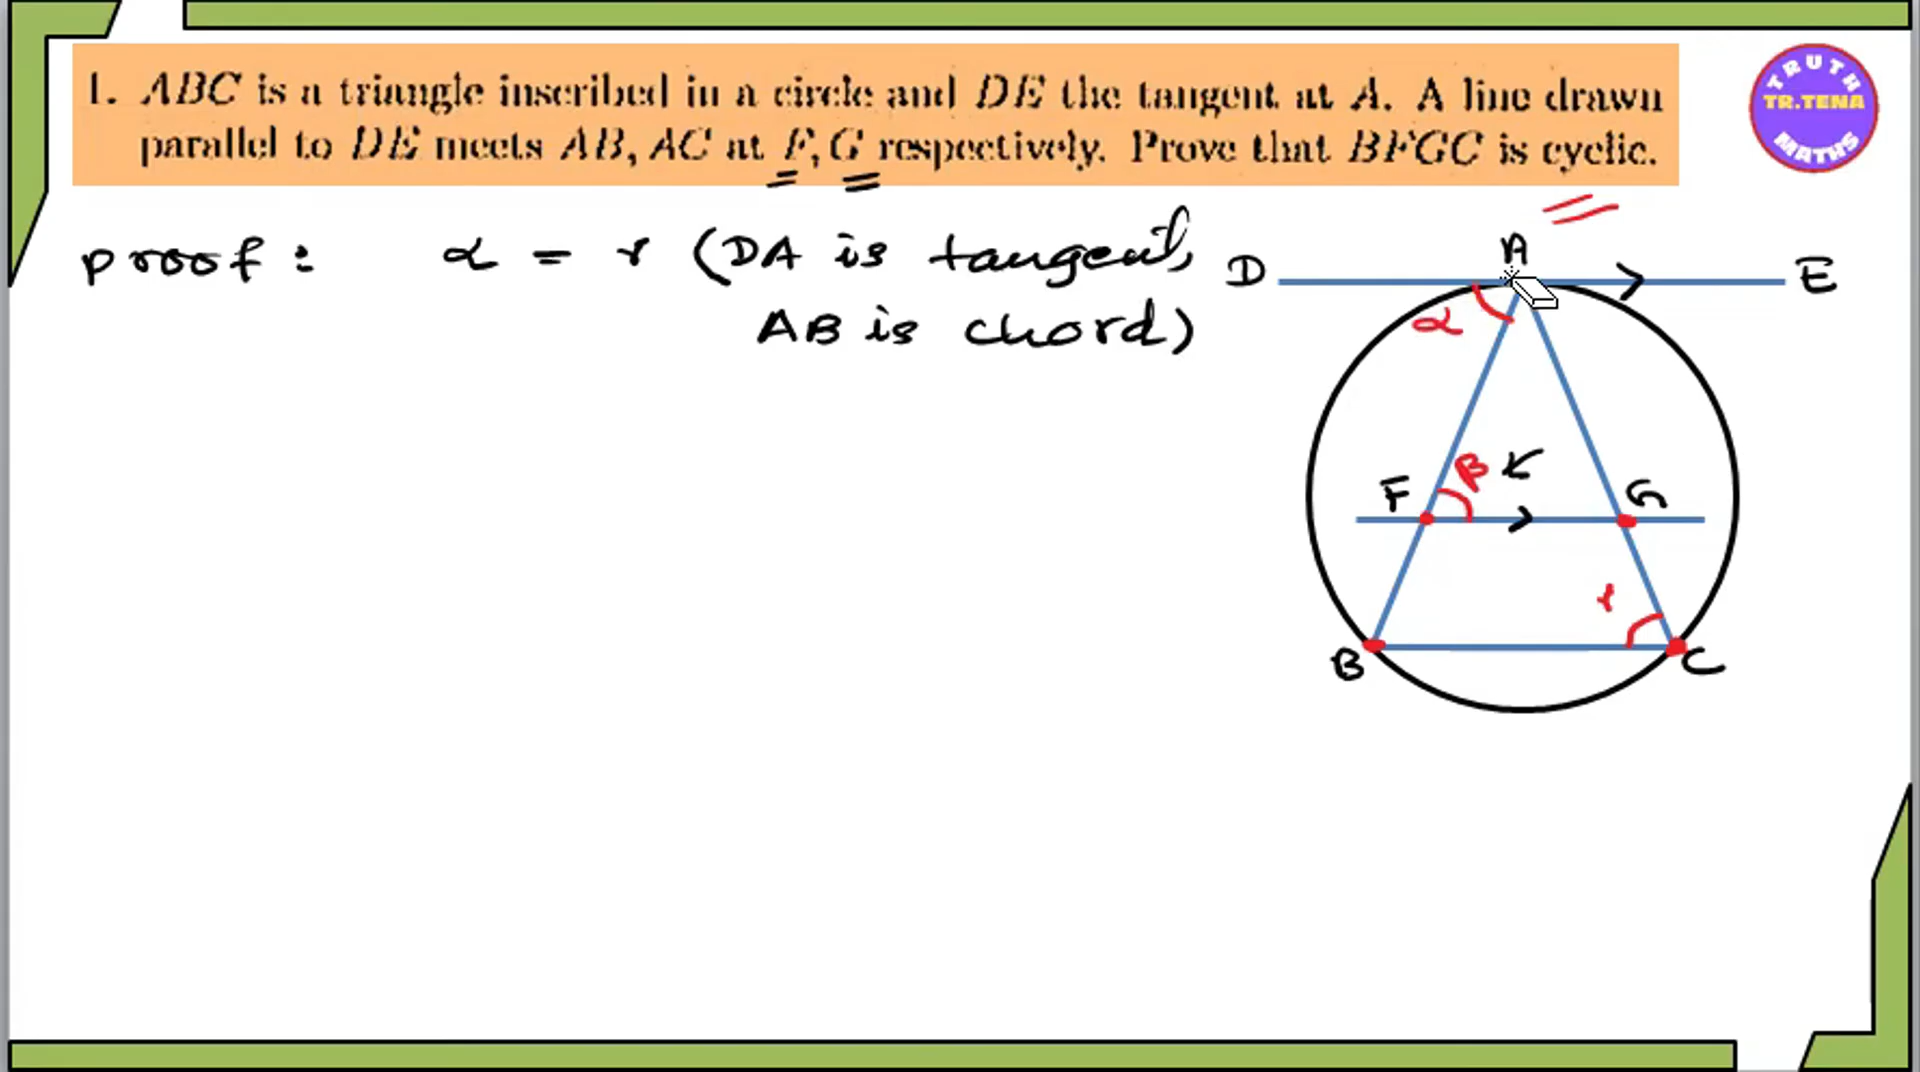 1. ABC is a triangle inscribed in a circle and DE the tangent at A. A line drawn
parallel to DE meets AB, AC at F, G respectively. Prove that BFGC is cyclic.
TRUTH
TR.TENA
MATHS
proof : α = γ (DA is tangent,
AB is chord)
A
D E
α
β
F G
γ
B C